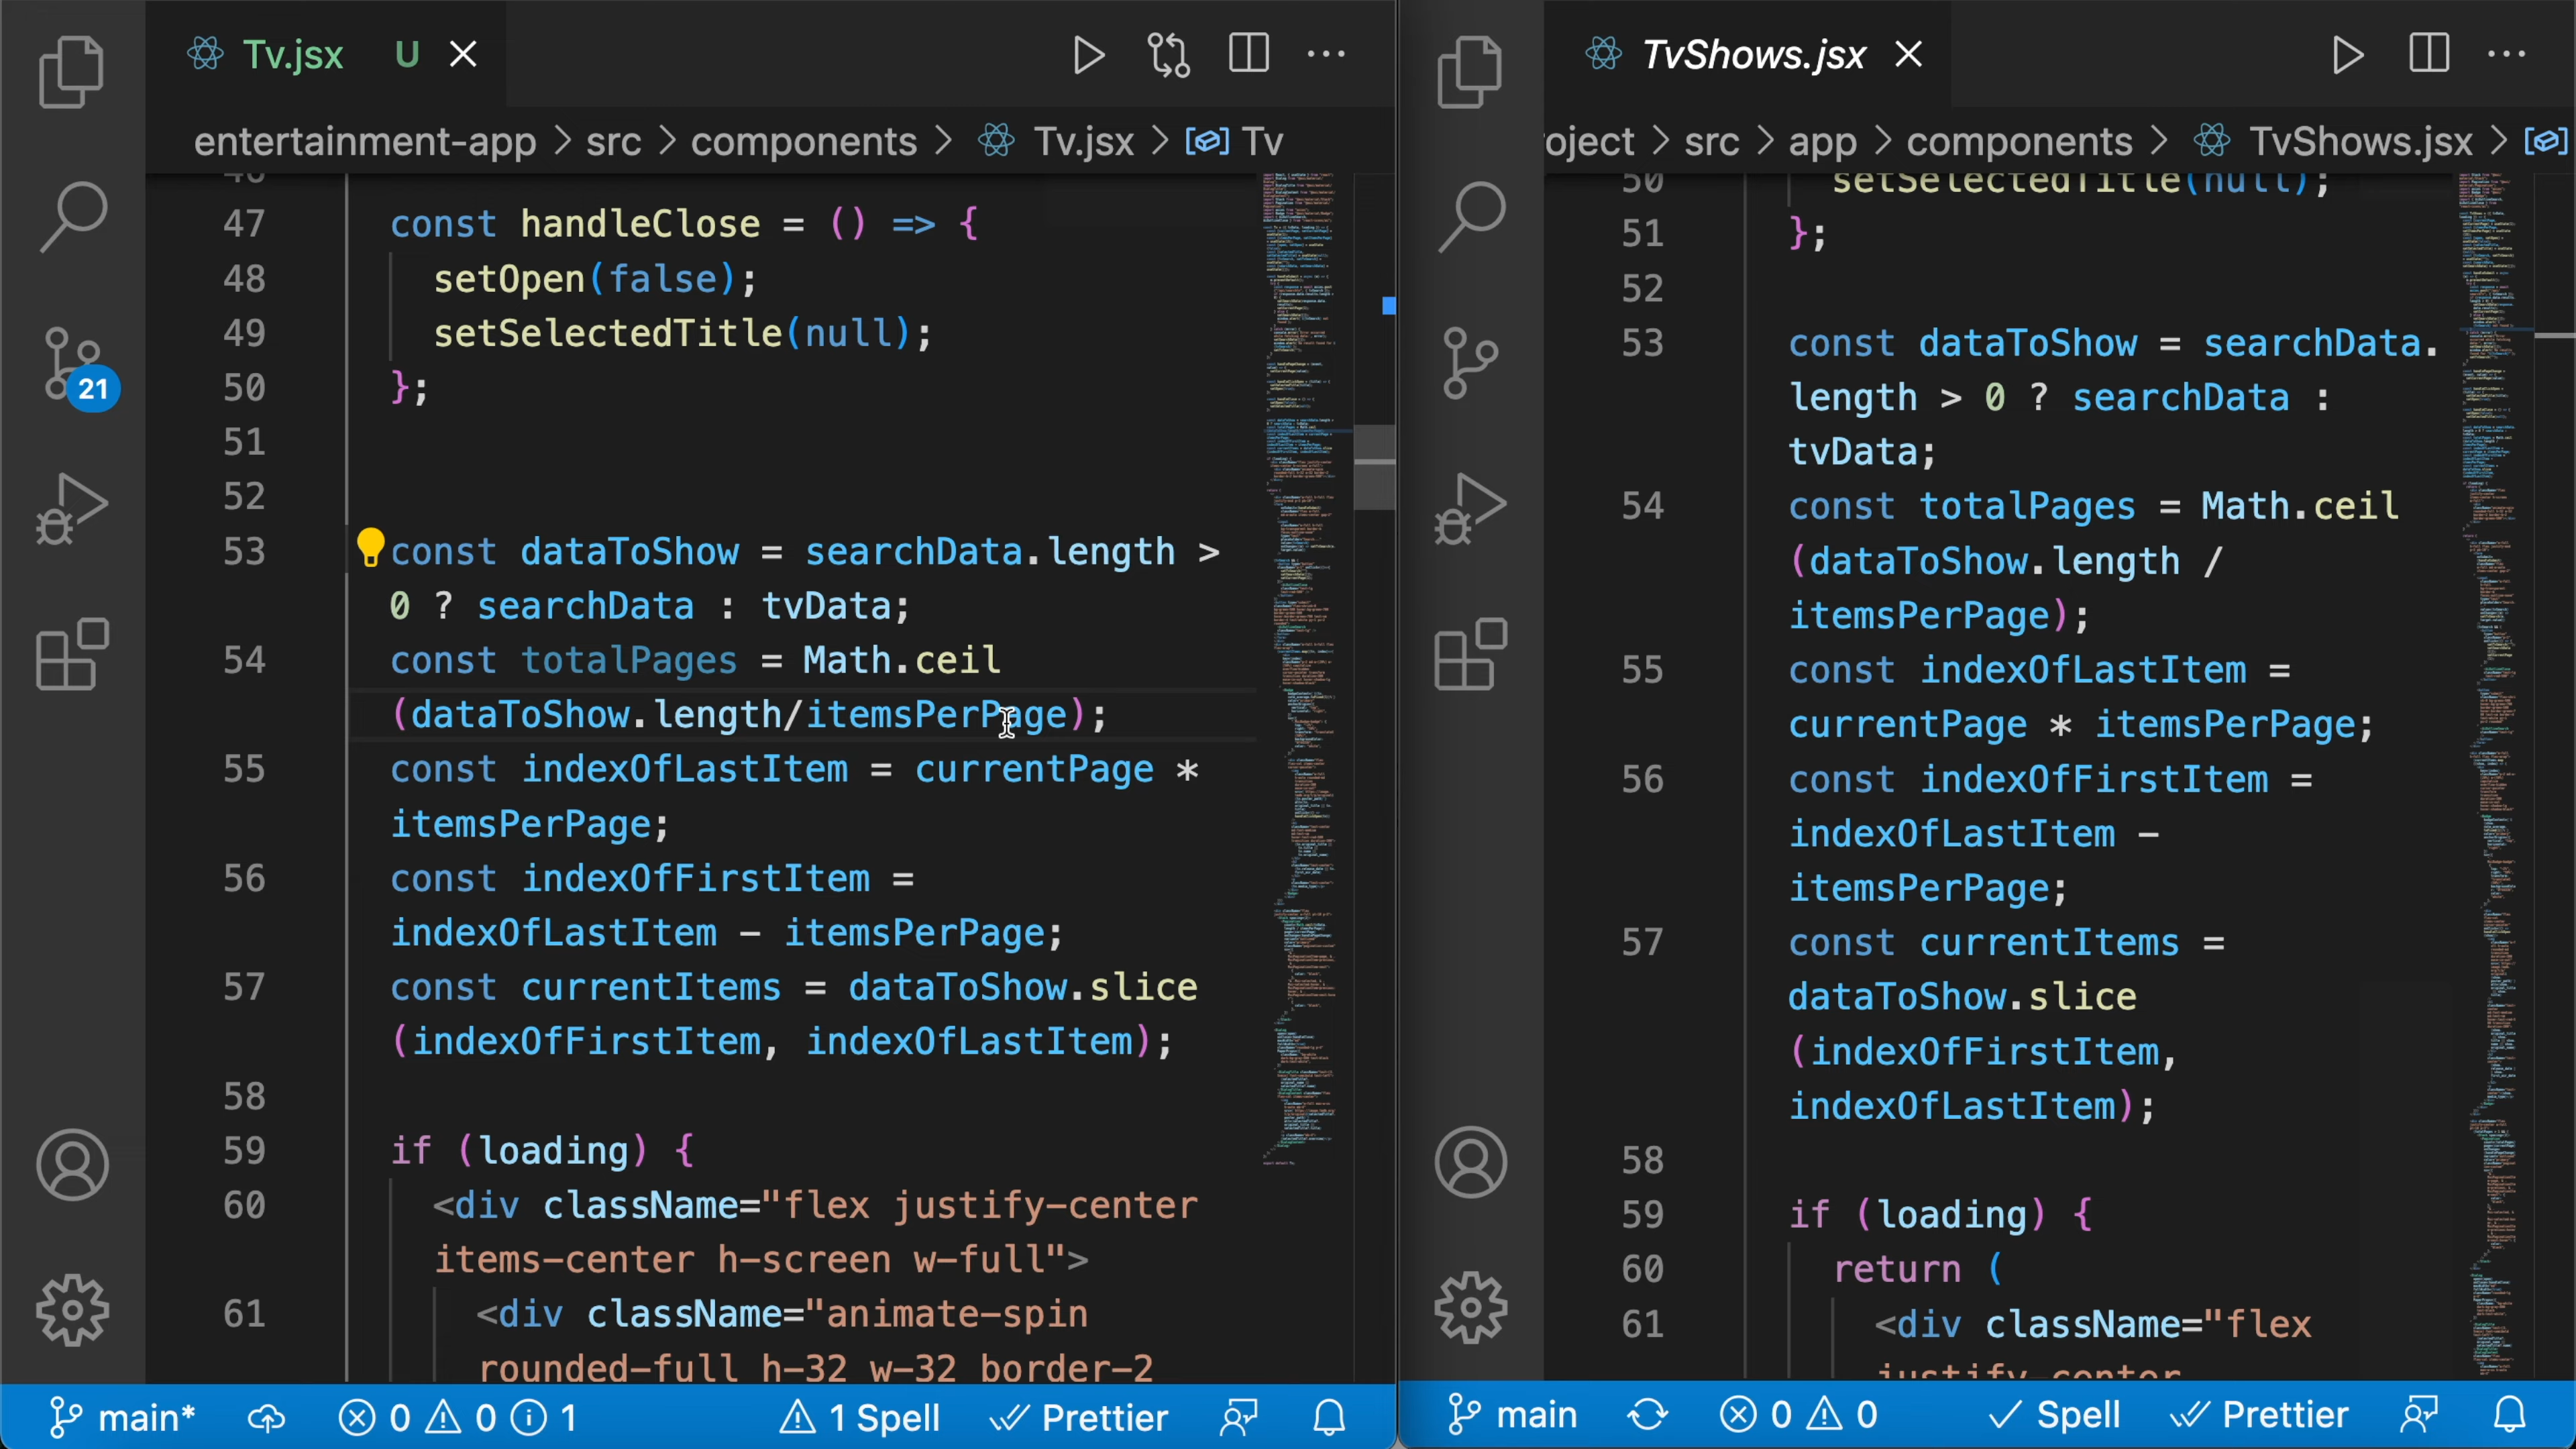 Tv.jsx U
entertainment-app > src > components > Tv.jsx > Tv
46
47 const handleClose = () => {
48 setOpen(false);
49 setSelectedTitle(null);
50 };
51
52
53 const dataToShow = searchData.length >
0 ? searchData : tvData;
54 const totalPages = Math.ceil
(dataToShow.length/itemsPerPage);
55 const indexOfLastItem = currentPage *
itemsPerPage;
56 const indexOfFirstItem =
indexOfLastItem - itemsPerPage;
57 const currentItems = dataToShow.slice
(indexOfFirstItem, indexOfLastItem);
58
59 if (loading) {
60 <div className="flex justify-center
items-center h-screen w-full">
61 <div className="animate-spin
rounded-full h-32 w-32 border-2
21
main* 0 0 1 1 Spell Prettier
TvShows.jsx
oject > src > app > components > TvShows.jsx >
50 setSelectedTitle(null);
51 };
52
53 const dataToShow = searchData.
length > 0 ? searchData :
tvData;
54 const totalPages = Math.ceil
(dataToShow.length /
itemsPerPage);
55 const indexOfLastItem =
currentPage * itemsPerPage;
56 const indexOfFirstItem =
indexOfLastItem -
itemsPerPage;
57 const currentItems =
dataToShow.slice
(indexOfFirstItem,
indexOfLastItem);
58
59 if (loading) {
60 return (
61 <div className="flex
justify-center
main 0 0 Spell Prettier